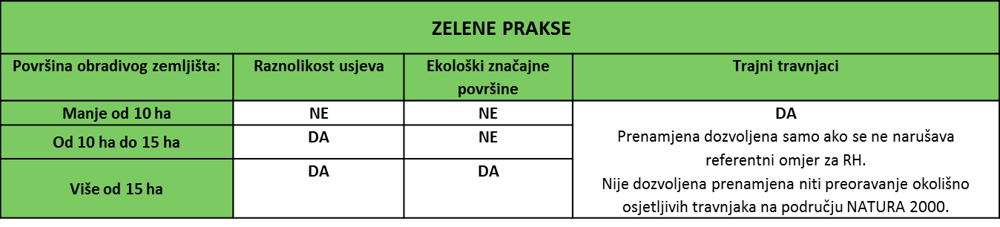 ZELENE PRAKSE
Površina obradivog zemljišta:
Raznolikost usjeva
Ekološki značajne
površine
Trajni travnjaci
Manje od 10 ha
NE
NE
DA
Prenamjena dozvoljena samo ako se ne narušava
referentni omjer za RH.
Nije dozvoljena prenamjena niti preoravanje okolišno
osjetljivih travnjaka na području NATURA 2000.
Od 10 ha do 15 ha
DA
NE
Više od 15 ha
DA
DA